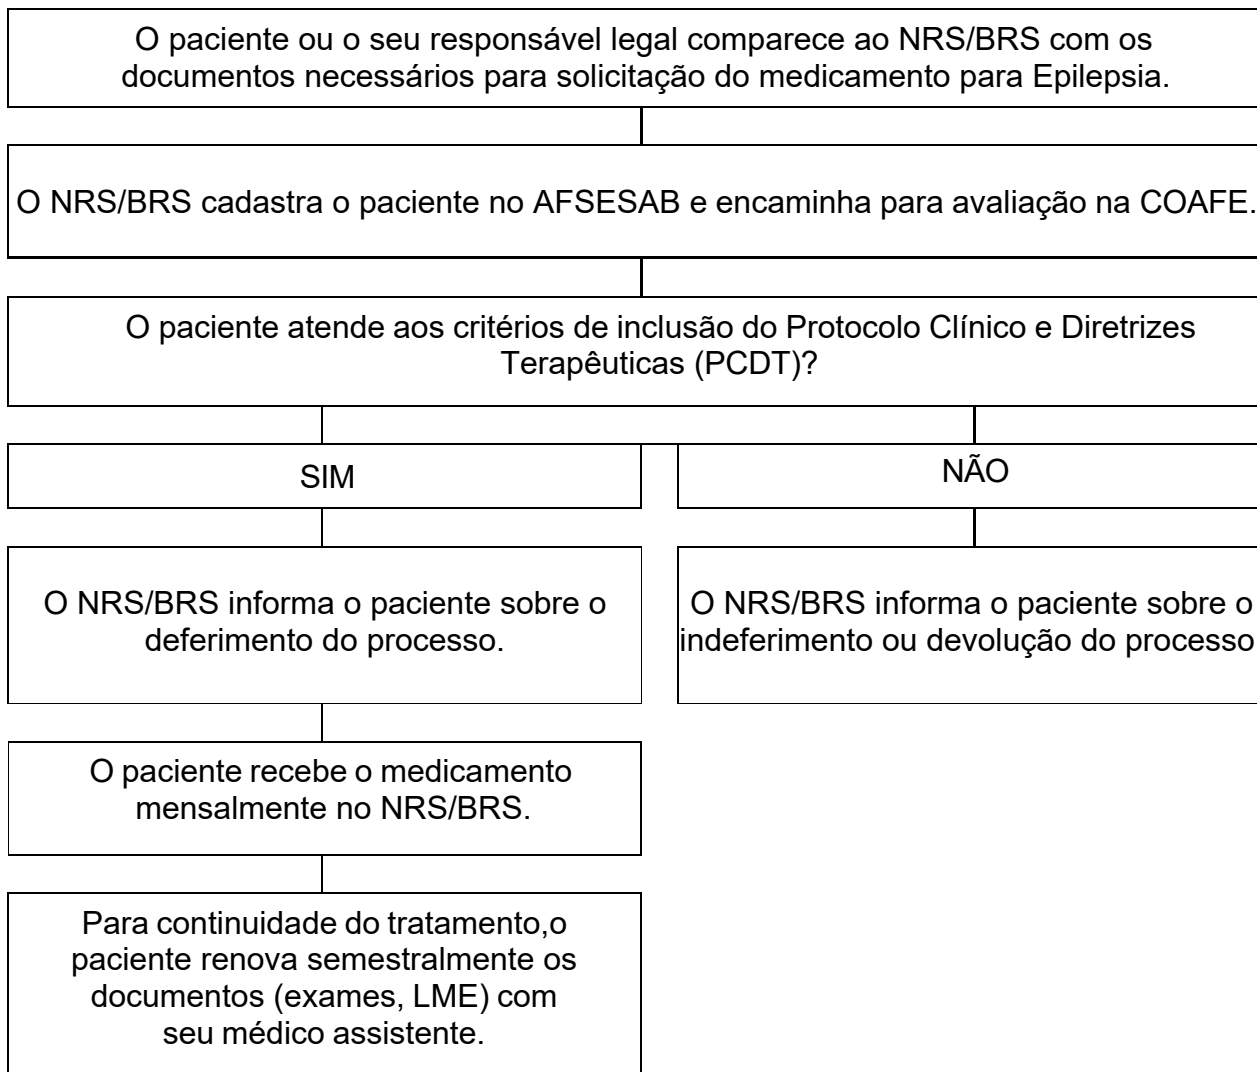 O paciente ou o seu responsável legal comparece ao NRS/BRS com os
documentos necessários para solicitação do medicamento para Epilepsia.
O NRS/BRS cadastra o paciente no AFSESAB e encaminha para avaliação na COAFE.
O paciente atende aos critérios de inclusão do Protocolo Clínico e Diretrizes
Terapêuticas (PCDT)?
SIM
NÃO
O NRS/BRS informa o paciente sobre o
deferimento do processo.
O NRS/BRS informa o paciente sobre o
indeferimento ou devolução do processo
O paciente recebe o medicamento
mensalmente no NRS/BRS.
Para continuidade do tratamento,o
paciente renova semestralmente os
documentos (exames, LME) com
seu médico assistente.